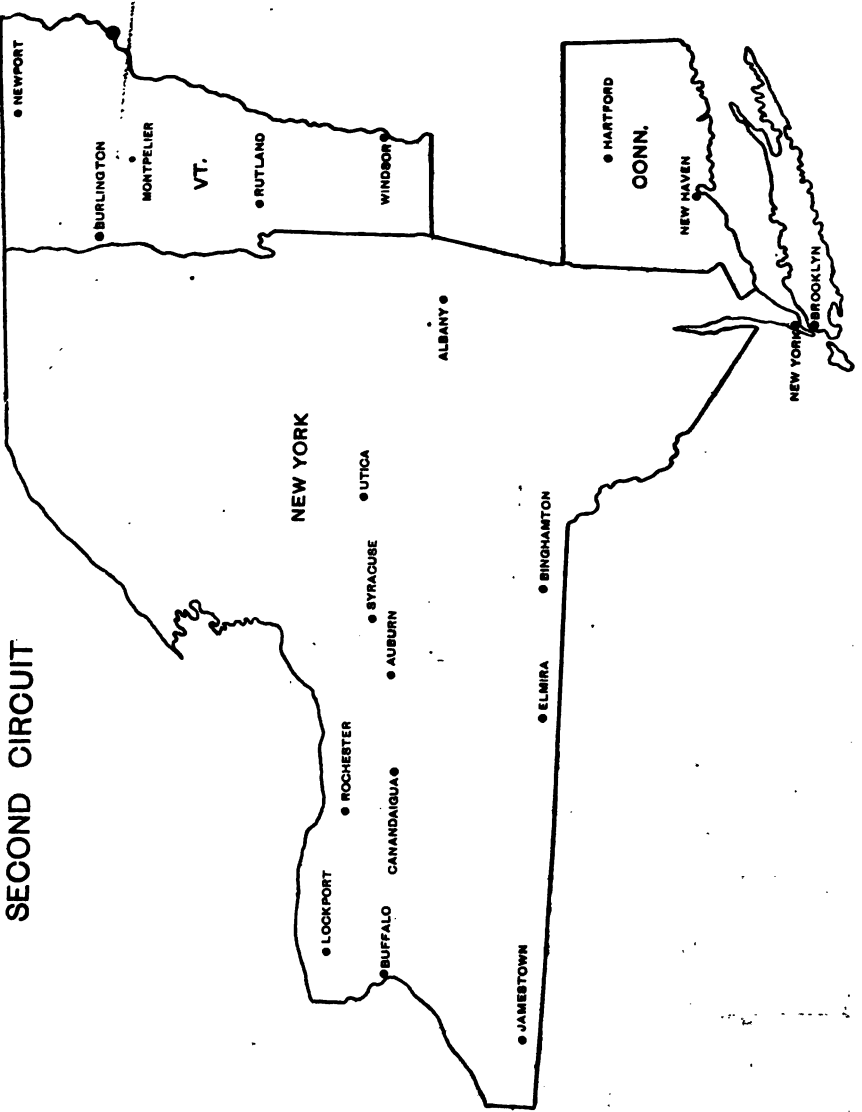 SECOND CIRCUIT
NEWPORT
BURLINGTON
MONTPELIER
VT.
RUTLAND
WINDSOR
NEW YORK
ALBANY
UTICA
SYRACUSE
AUBURN
ROCHESTER
CANANDAIGUA
LOCKPORT
BUFFALO
JAMESTOWN
ELMIRA
BINGHAMTON
HARTFORD
OONN.
NEW HAVEN
NEW YORK
BROOKLYN